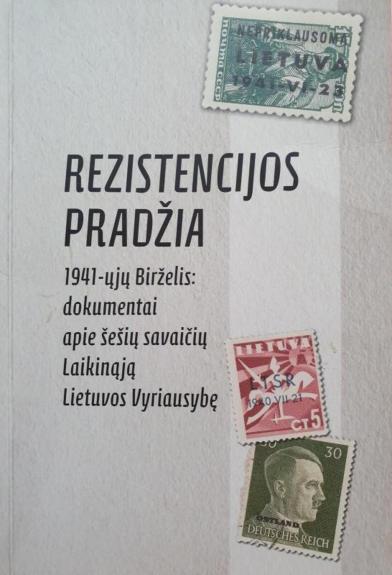 NEPRIKLAUSOMA
LIETUVA
1941-VI-23
REZISTENCIJOS
PRADŽIA
1941-ųjų Birželis:
dokumentai
apie šešių savaičių
Laikinąją
Lietuvos Vyriausybę
LIETUVA
LTSR
1940 VII 21
CT 5
30
30
OSTLAND
DEUTSCHES REICH